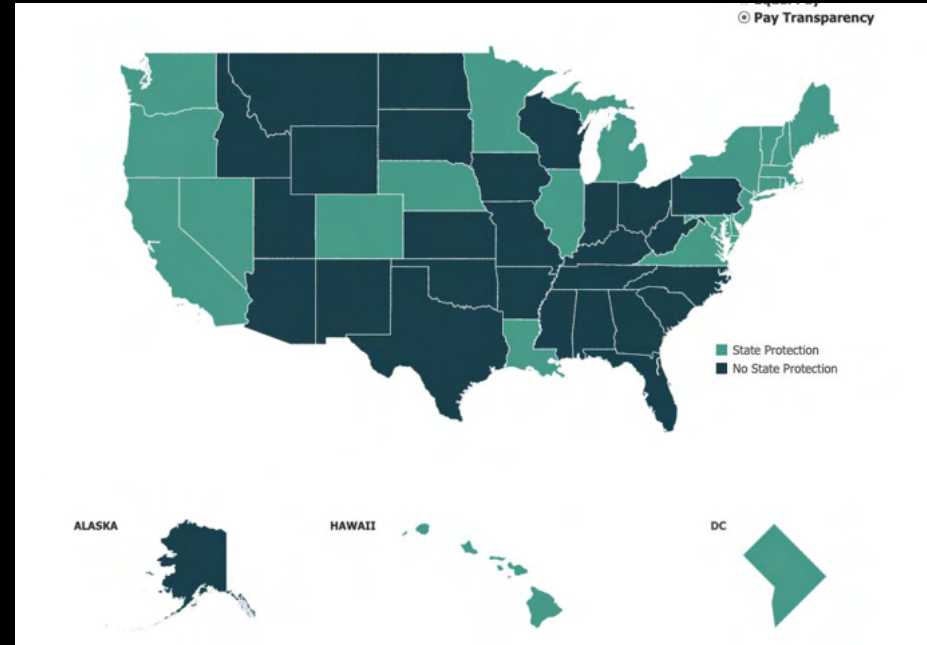 Pay Transparency
State Protection
No State Protection
ALASKA
HAWAII
DC